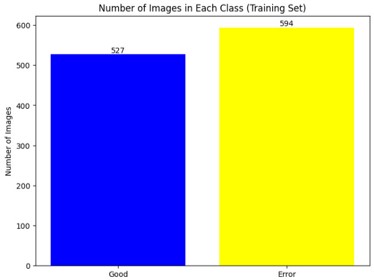 Number of Images in Each Class (Training Set)
600
500
400
300
200
100
0
Number of Images
527
594
Good
Error